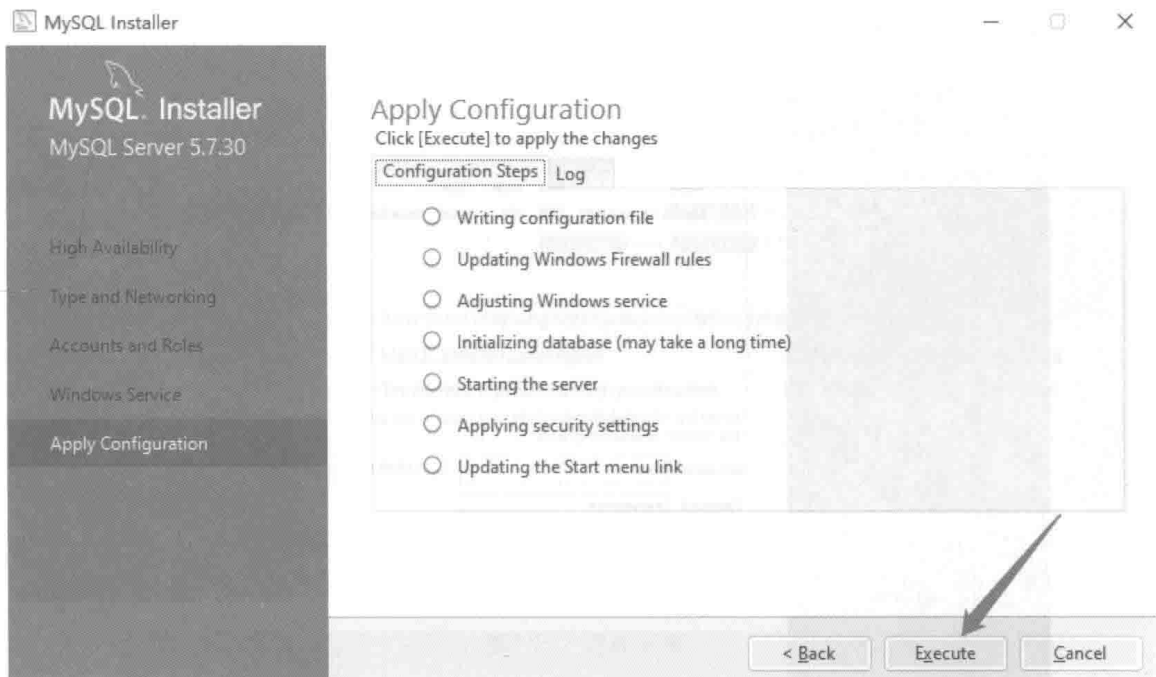 MySQL Installer
MySQL. Installer
MySQL Server 5.7.30
High Availability
Type and Networking
Accounts and Roles
Windows Service
Apply Configuration
Apply Configuration
Click [Execute] to apply the changes
Configuration Steps
Log
Writing configuration file
Updating Windows Firewall rules
Adjusting Windows service
Initializing database (may take a long time)
Starting the server
Applying security settings
Updating the Start menu link
< Back
Execute
Cancel